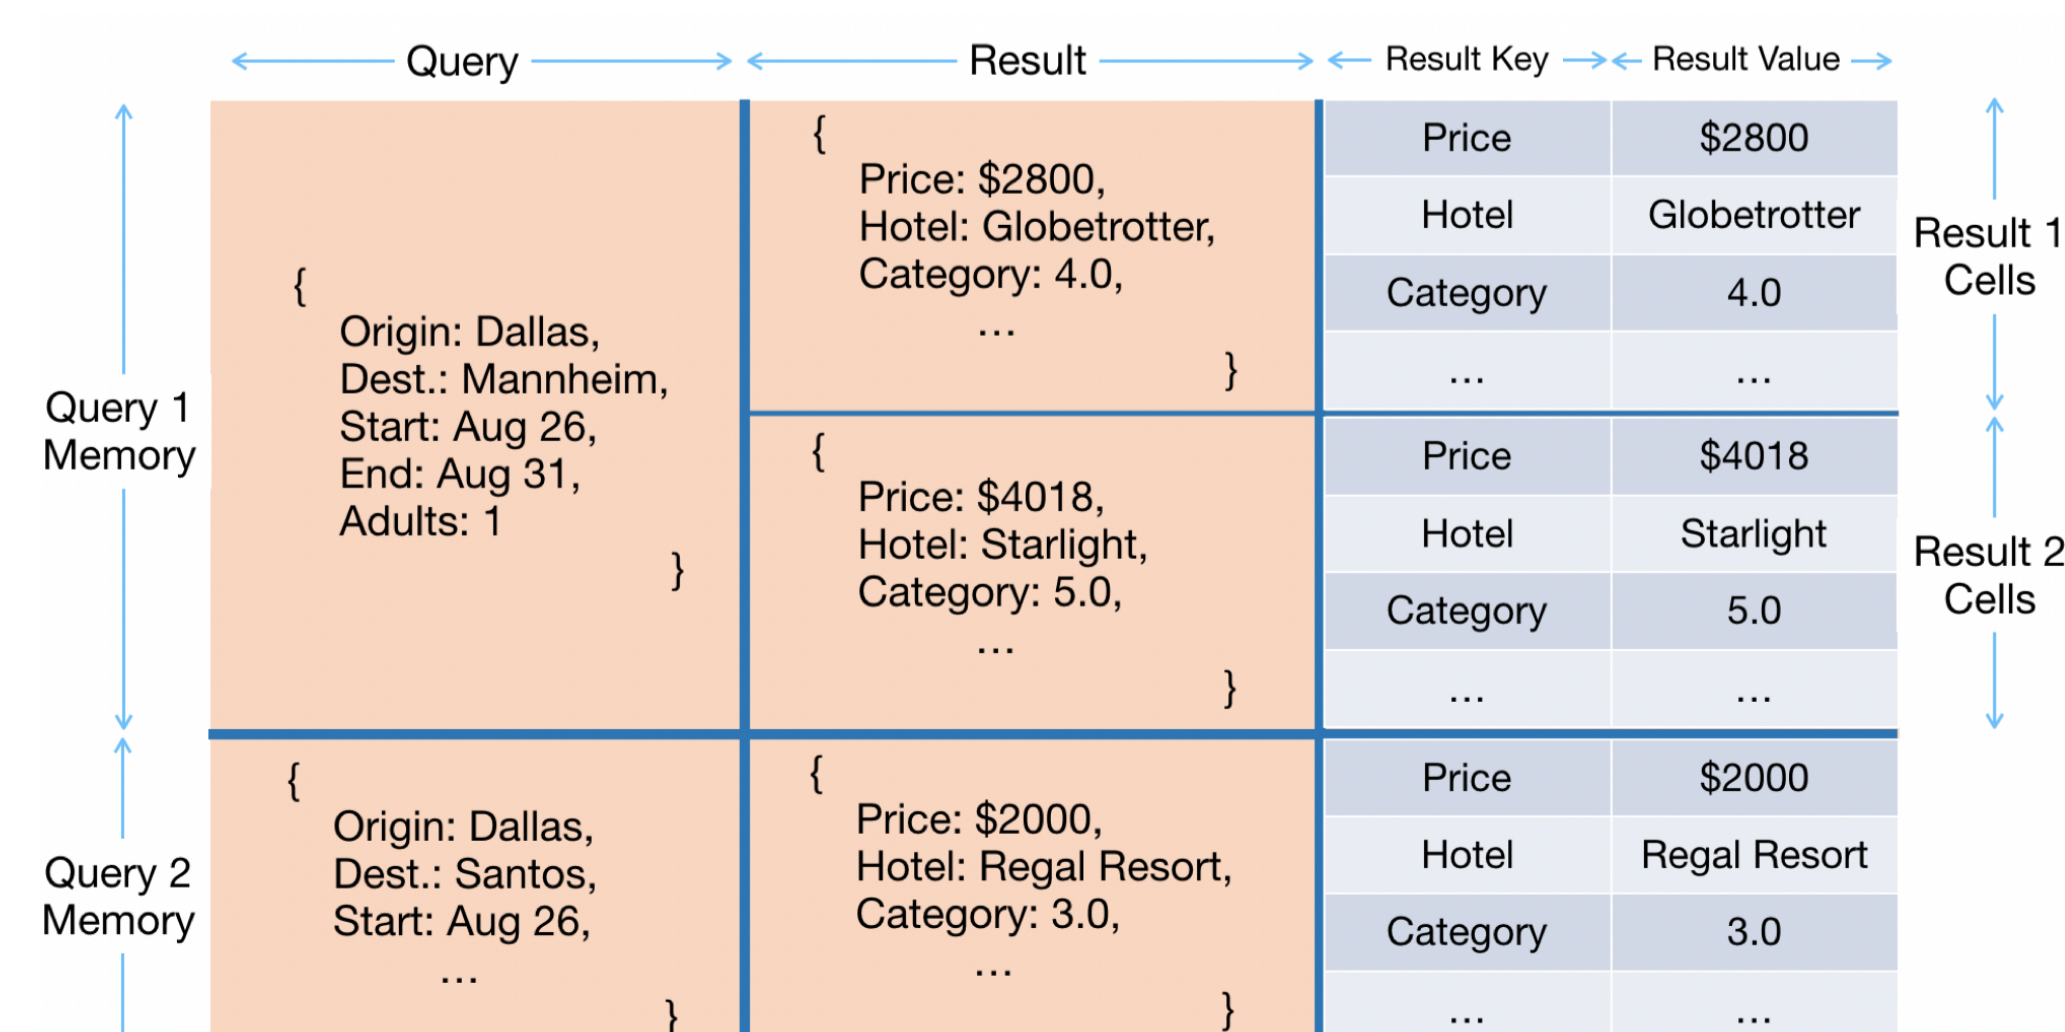 Query
Result
Result Key
Result Value
Query 1
Memory
{
Origin: Dallas,
Dest.: Mannheim,
Start: Aug 26,
End: Aug 31,
Adults: 1
}
{
Price: $2800,
Hotel: Globetrotter,
Category: 4.0,
...
}
Price
$2800
Hotel
Globetrotter
Category
4.0
...
...
Result 1
Cells
{
Price: $4018,
Hotel: Starlight,
Category: 5.0,
...
}
Price
$4018
Hotel
Starlight
Category
5.0
...
...
Result 2
Cells
Query 2
Memory
{
Origin: Dallas,
Dest.: Santos,
Start: Aug 26,
...
}
{
Price: $2000,
Hotel: Regal Resort,
Category: 3.0,
...
}
Price
$2000
Hotel
Regal Resort
Category
3.0
...
...